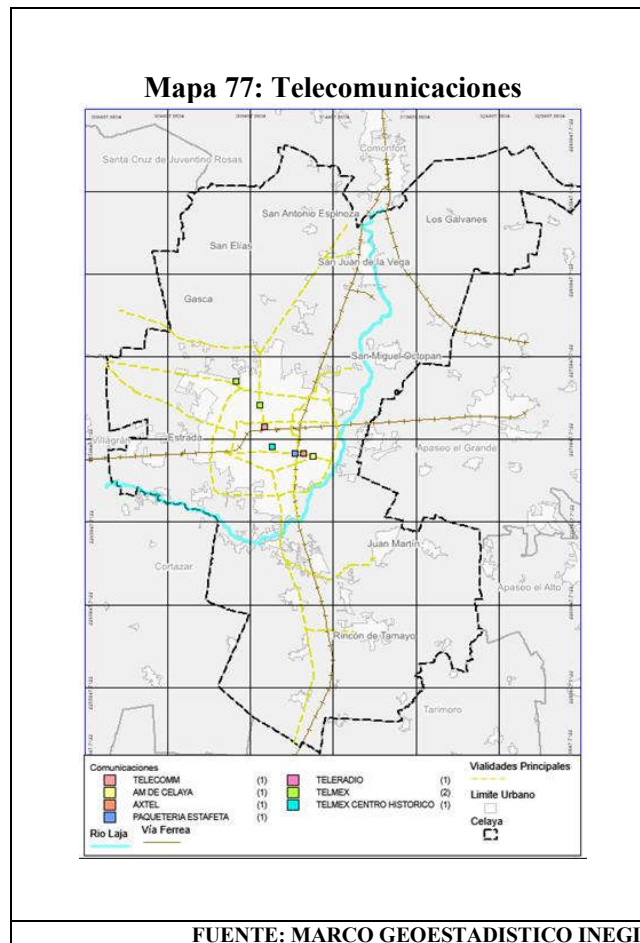 Mapa 77: Telecomunicaciones
Comonfort
Santa Cruz de Juventino Rosas
San Antonio Espinoza
Los Galvanes
San Elías
San Juan de la Vega
Gasca
San Miguel Octopan
Villagrán
Estrada
Apaseo el Grande
Juan Martín
Cortazar
Apaseo el Alto
Rincón de Tamayo
Tarimoro
Comunicaciones
TELECOMM (1)
AM DE CELAYA (1)
AXTEL (1)
PAQUETERIA ESTAFETA (1)
TELERADIO (1)
TELMEX (2)
TELMEX CENTRO HISTORICO (1)
Vialidades Principales
Limite Urbano
Celaya
Rio Laja Vía Ferrea
FUENTE: MARCO GEOESTADISTICO INEGI